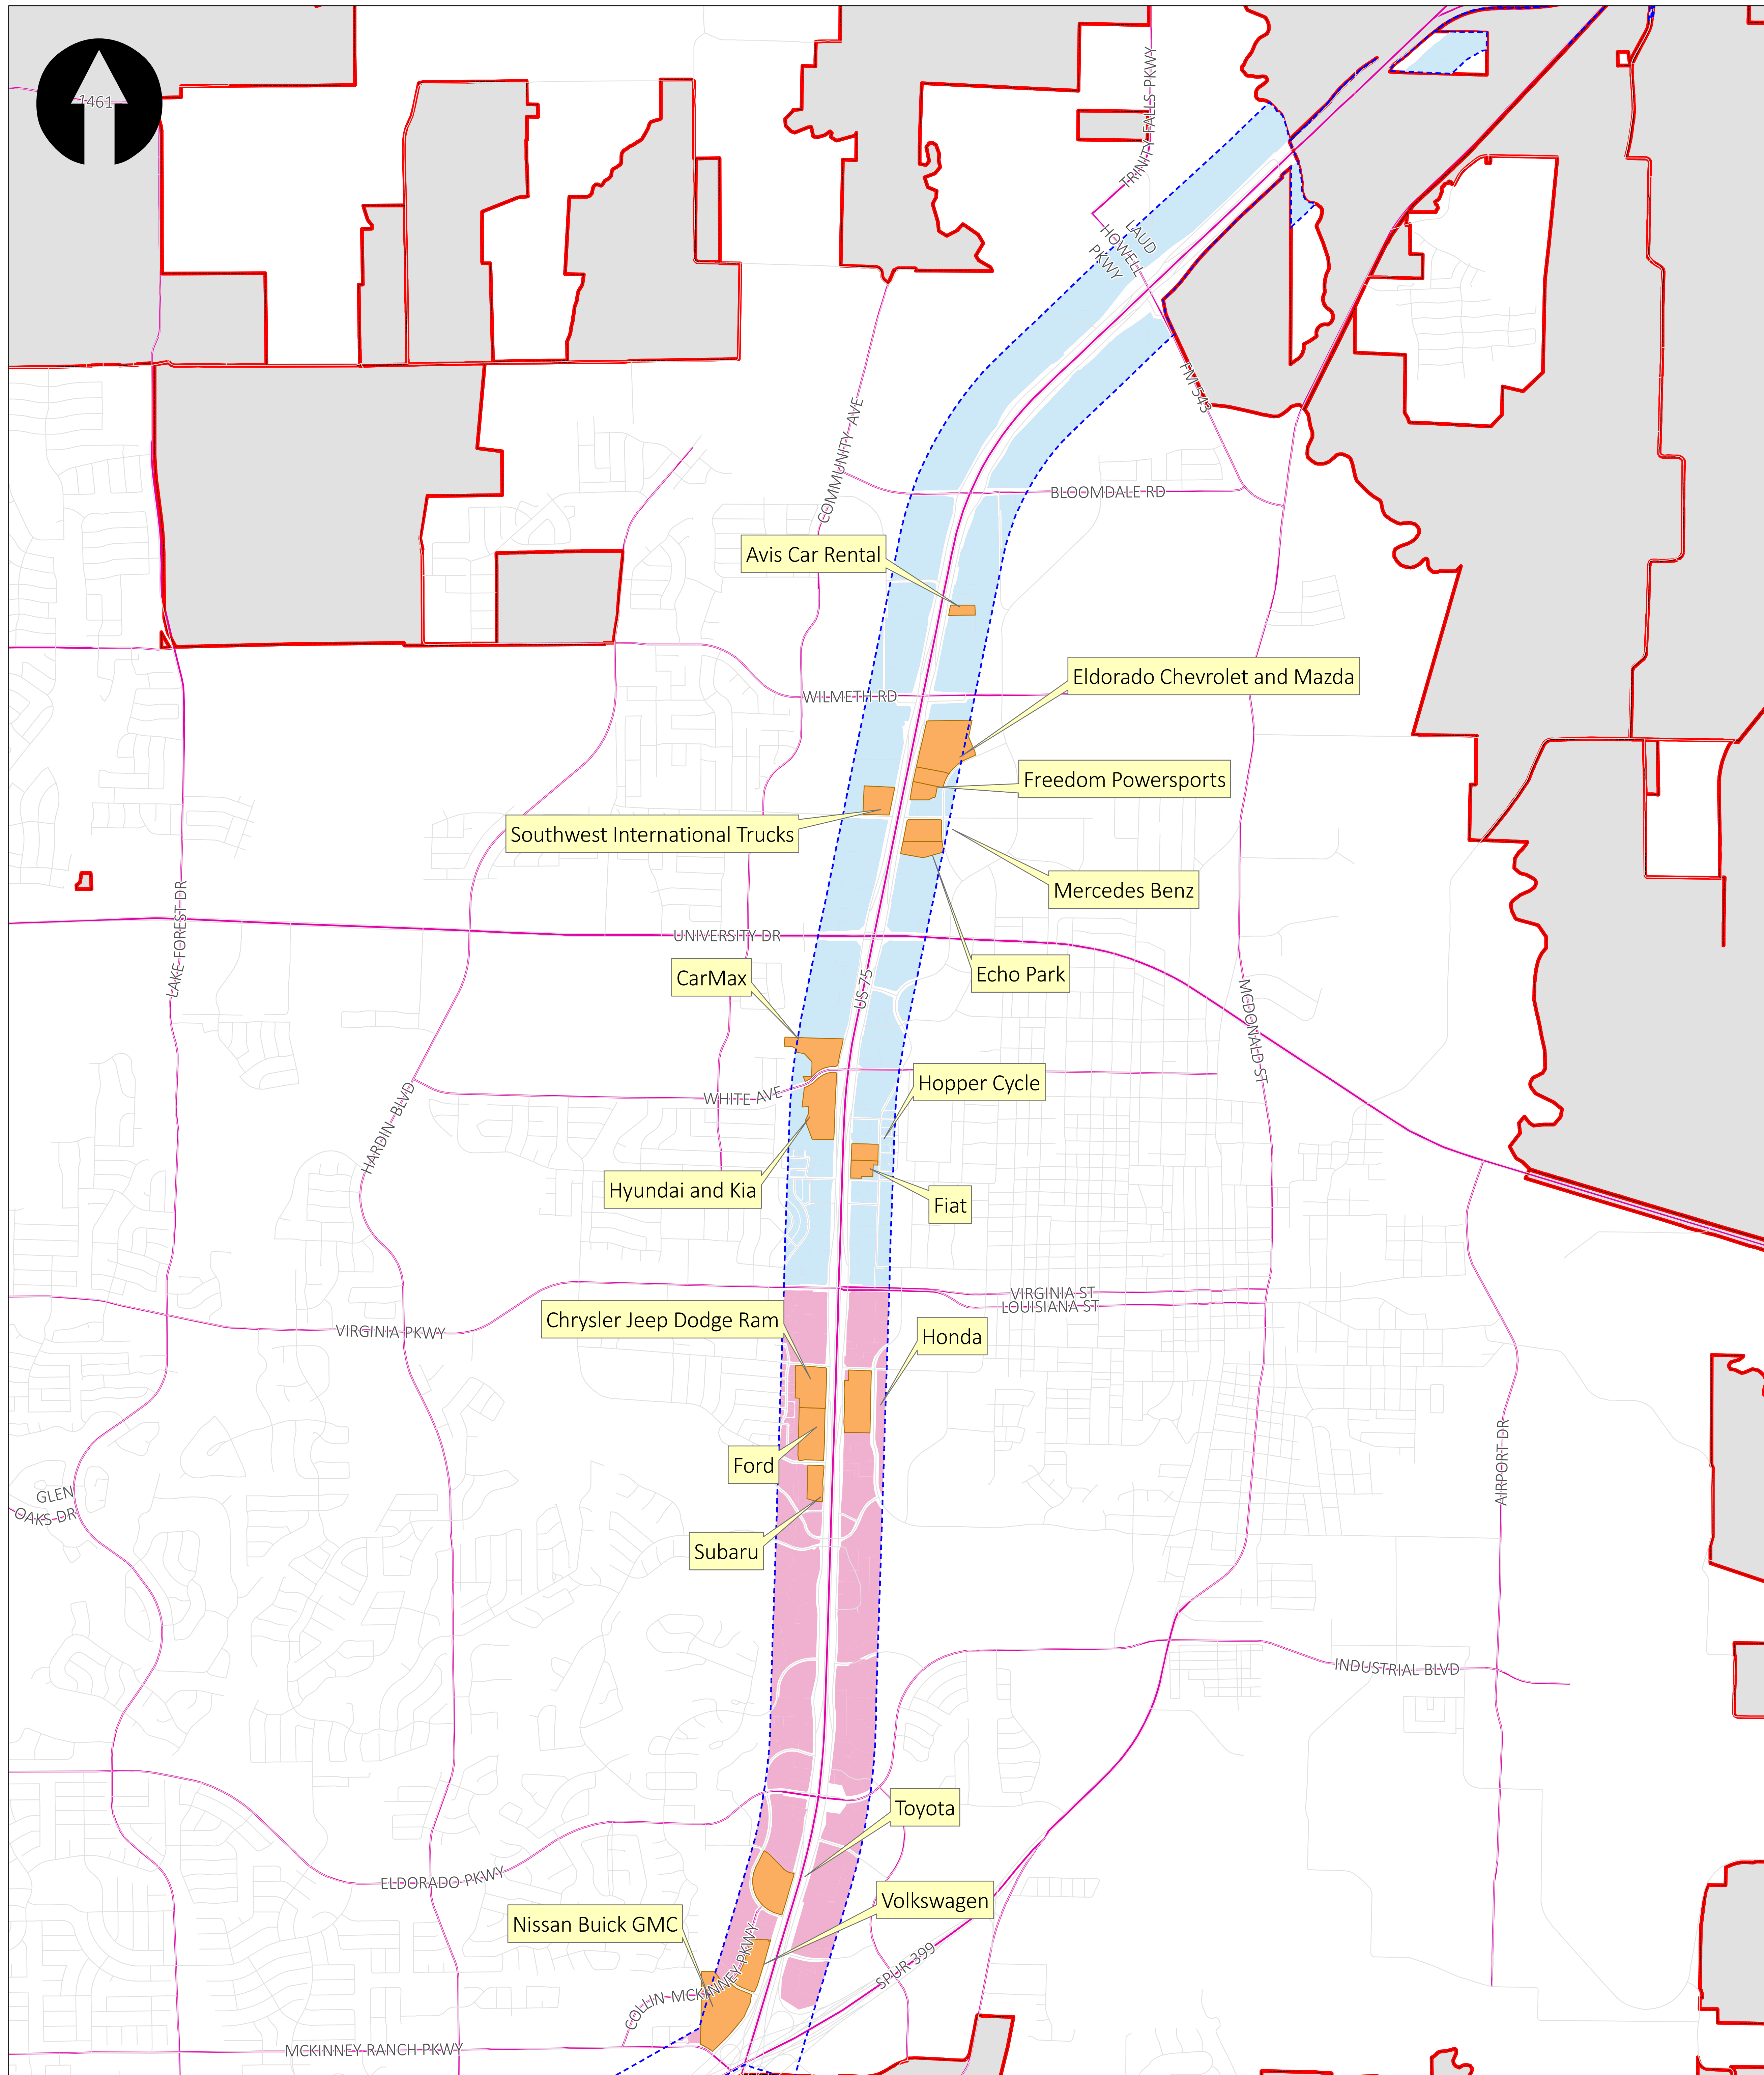 1461
TRINITY FALLS PKWY
LAUD
HOWELL
PKWY
FM 543
COMMUNITY AVE
BLOOMDALE RD
Avis Car Rental
Eldorado Chevrolet and Mazda
WILMETH RD
Freedom Powersports
Southwest International Trucks
Mercedes Benz
LAKE FOREST DR
UNIVERSITY DR
Echo Park
CarMax
US 75
MCDONALD ST
Hopper Cycle
WHITE AVE
HARDIN BLVD
Hyundai and Kia
Fiat
VIRGINIA ST
LOUISIANA ST
Chrysler Jeep Dodge Ram
VIRGINIA PKWY
Honda
Ford
AIRPORT DR
GLEN
OAKS DR
Subaru
INDUSTRIAL BLVD
Toyota
ELDORADO PKWY
Volkswagen
Nissan Buick GMC
COLLIN MCKINNEY PKWY
SPUR 399
MCKINNEY RANCH PKWY